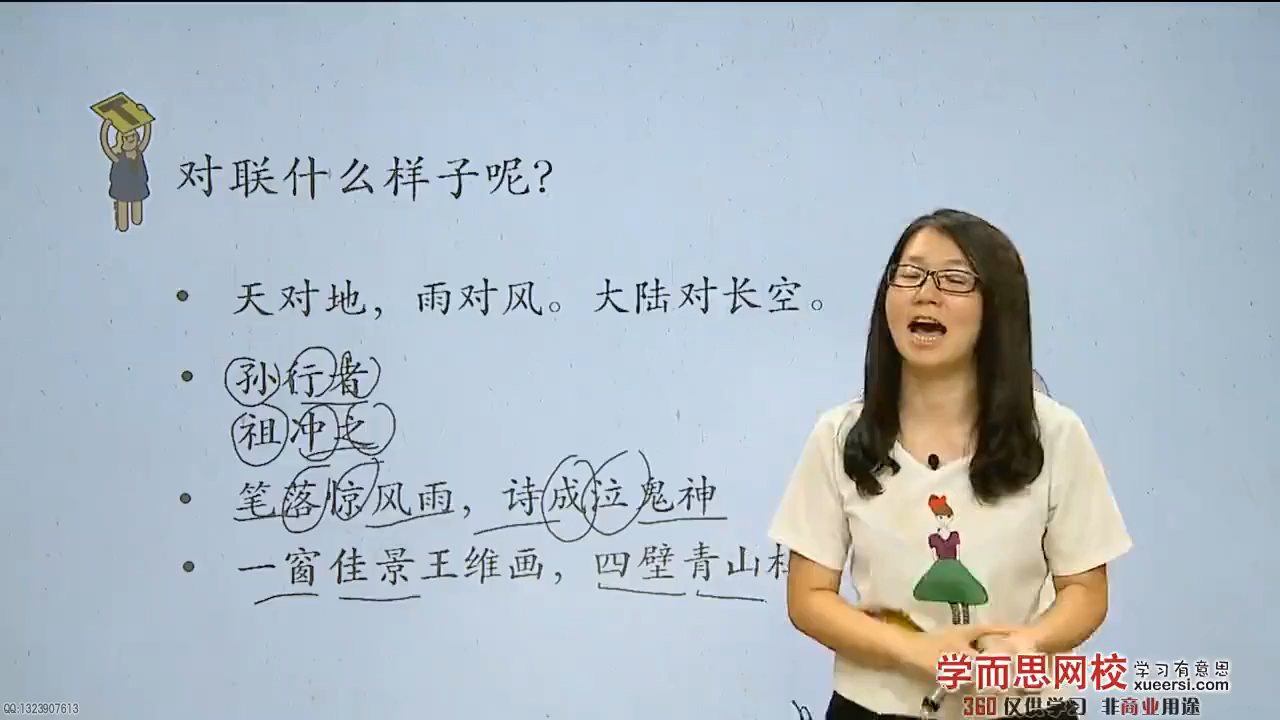 对联什么样子呢?
天对地，雨对风。大陆对长空。
孙行者
祖冲之
笔落惊风雨，诗成泣鬼神
一窗佳景王维画，四壁青山
学而思网校 学习有意思
xueersi.com
360 仅供学习 非商业用途
QQ:1323907613